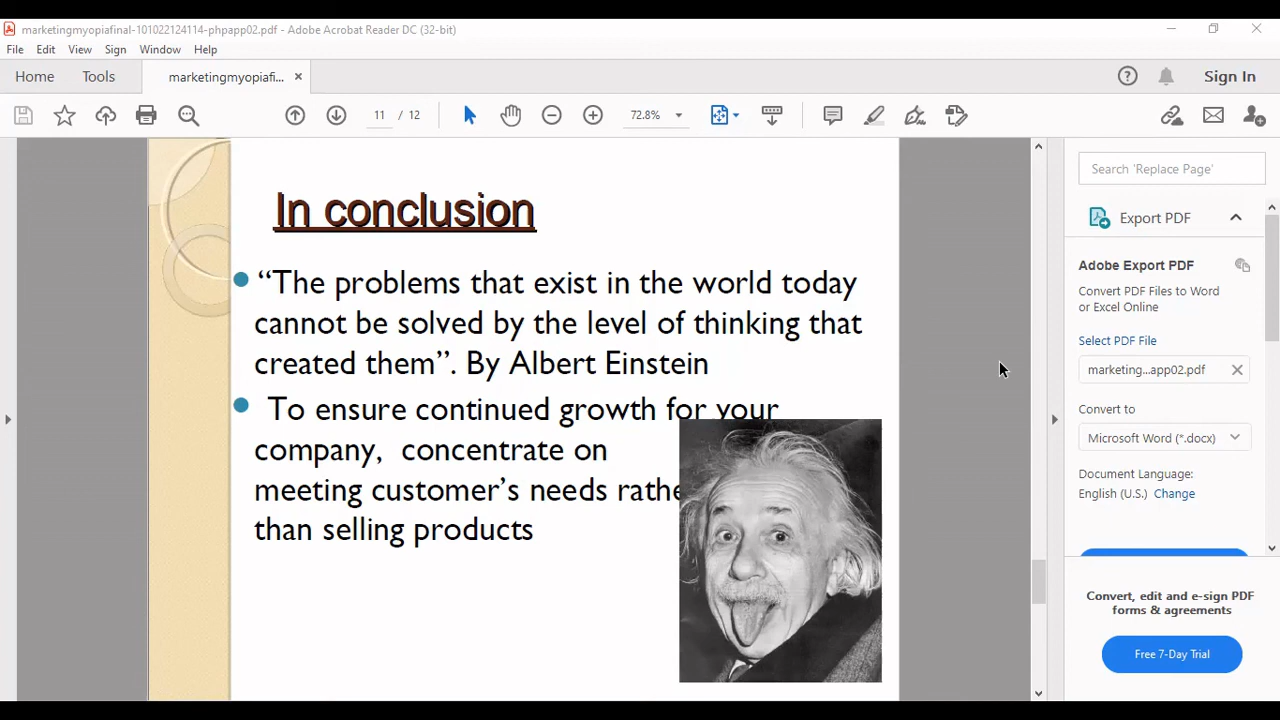 marketingmyopiafinal-101022124114-phpapp02.pdf - Adobe Acrobat Reader DC (32-bit)
File Edit View Sign Window Help
Home Tools marketingmyopiafi... Sign In
11 / 12 72.8%
Search 'Replace Page'
In conclusion
“The problems that exist in the world today
cannot be solved by the level of thinking that
created them”. By Albert Einstein
To ensure continued growth for your
company, concentrate on
meeting customer’s needs rathe
than selling products
Export PDF
Adobe Export PDF
Convert PDF Files to Word
or Excel Online
Select PDF File
marketing...app02.pdf
Convert to
Microsoft Word (*.docx)
Document Language:
English (U.S.) Change
Convert, edit and e-sign PDF
forms & agreements
Free 7-Day Trial